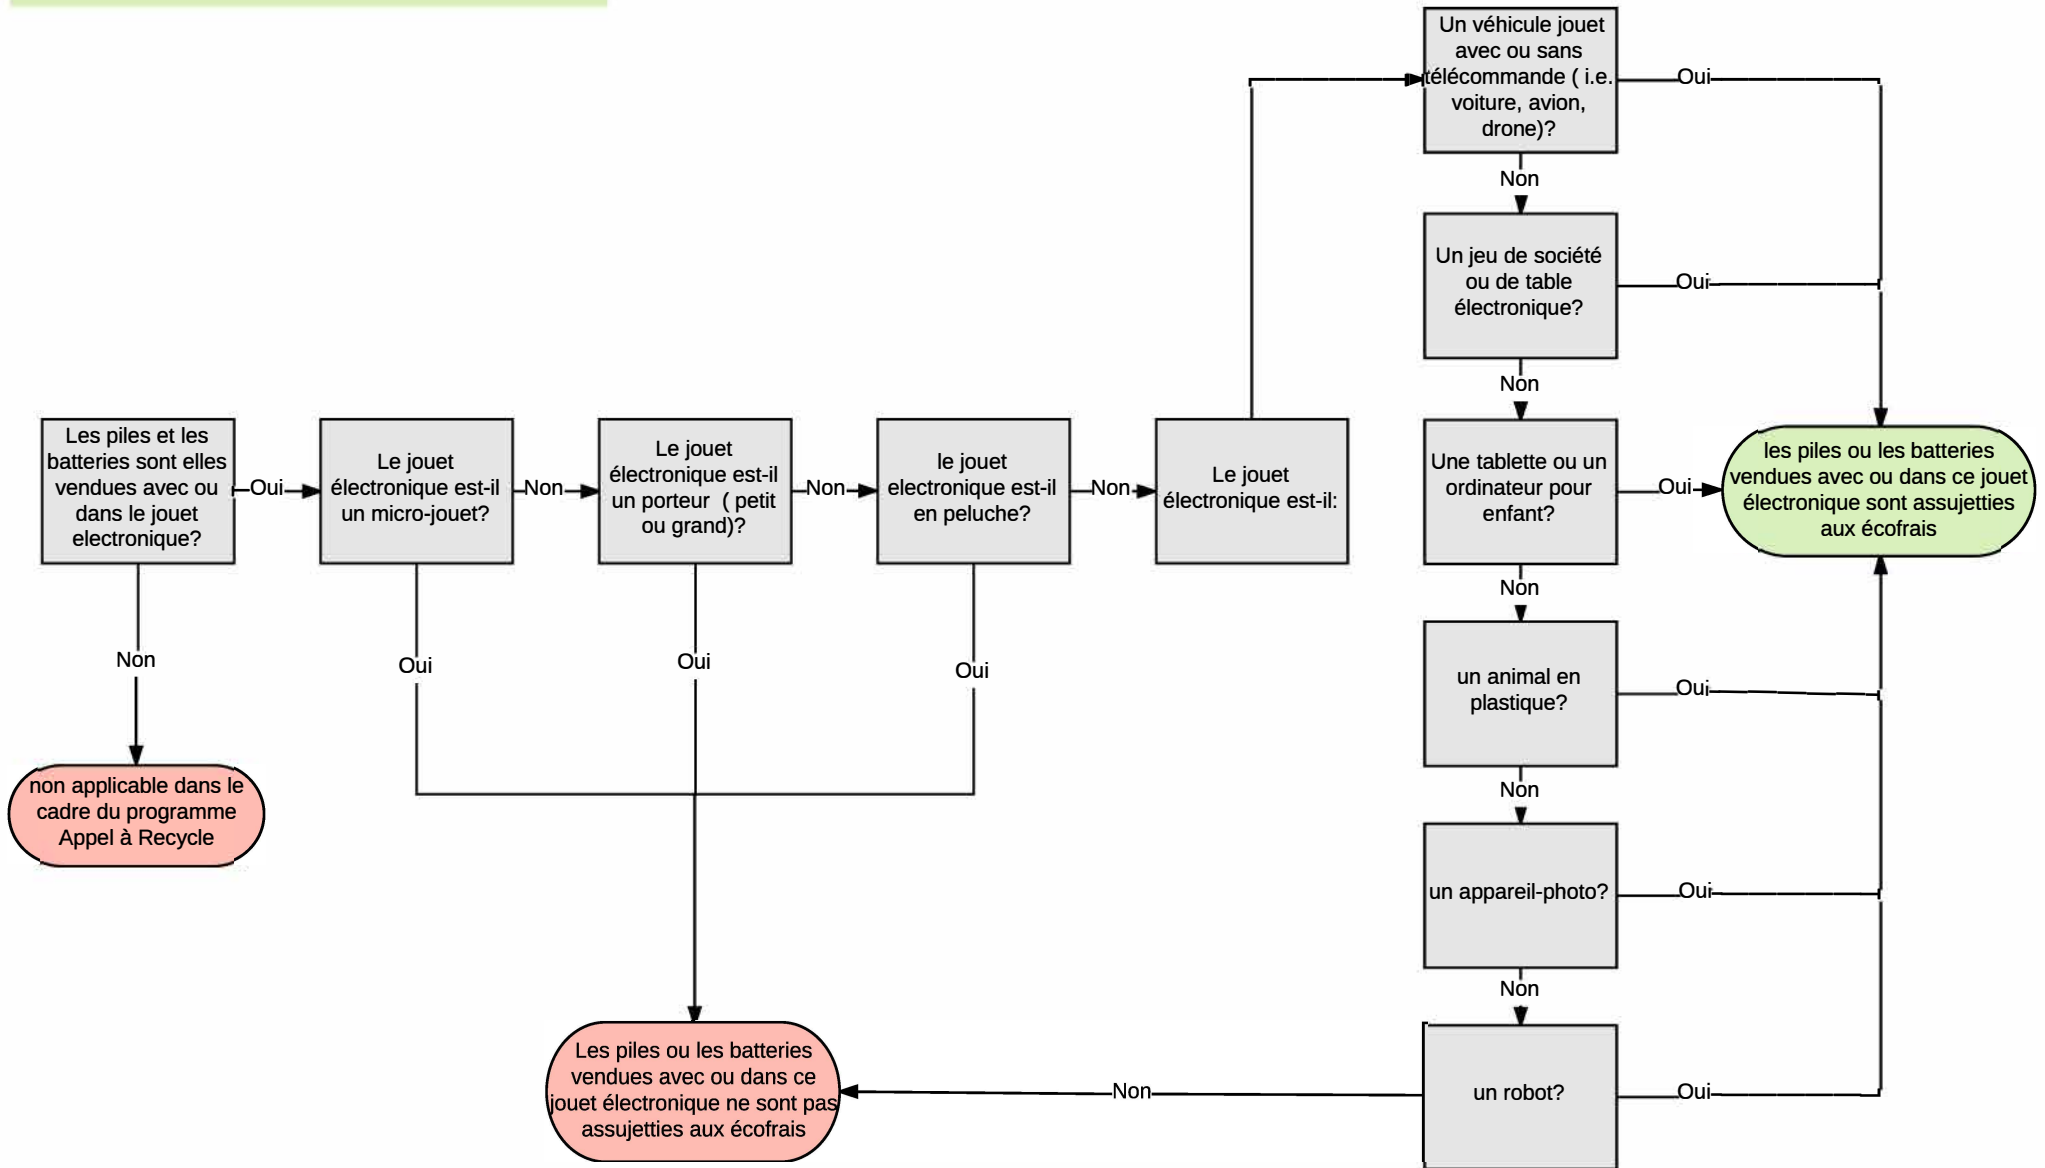 Un véhicule jouet
avec ou sans
télécommande ( i.e.
voiture, avion,
drone)?
Oui
Non
Un jeu de société
ou de table
électronique?
Oui
Non
Les piles et les
batteries sont elles
vendues avec ou
dans le jouet
electronique?
Oui
Le jouet
électronique est-il
un micro-jouet?
Non
Le jouet
électronique est-il
un porteur ( petit
ou grand)?
Non
le jouet
electronique est-il
en peluche?
Non
Le jouet
électronique est-il:
Une tablette ou un
ordinateur pour
enfant?
Oui
les piles ou les batteries
vendues avec ou dans ce jouet
électronique sont assujetties
aux écofrais
Non
Non
Oui
Oui
Oui
un animal en
plastique?
Oui
Non
non applicable dans le
cadre du programme
Appel à Recycle
un appareil-photo?
Oui
Non
Les piles ou les batteries
vendues avec ou dans ce
jouet électronique ne sont pas
assujetties aux écofrais
Non
un robot?
Oui